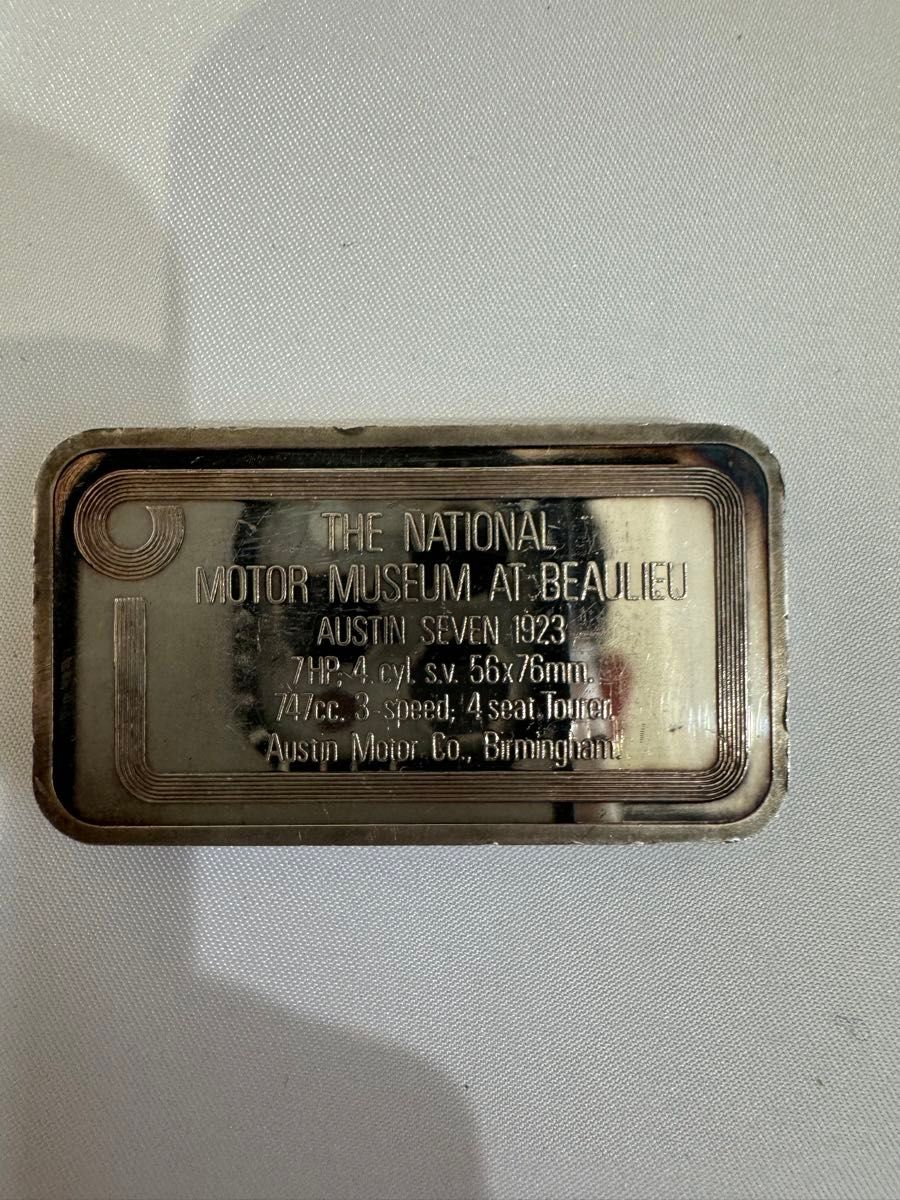 THE NATIONAL
MOTOR MUSEUM AT BEAULIEU
AUSTIN SEVEN 1923
7HP; 4. cyl. s.v. 56x76mm.
747cc. 3-speed; 4 seat Tourer.
Austin Motor Co., Birmingham.